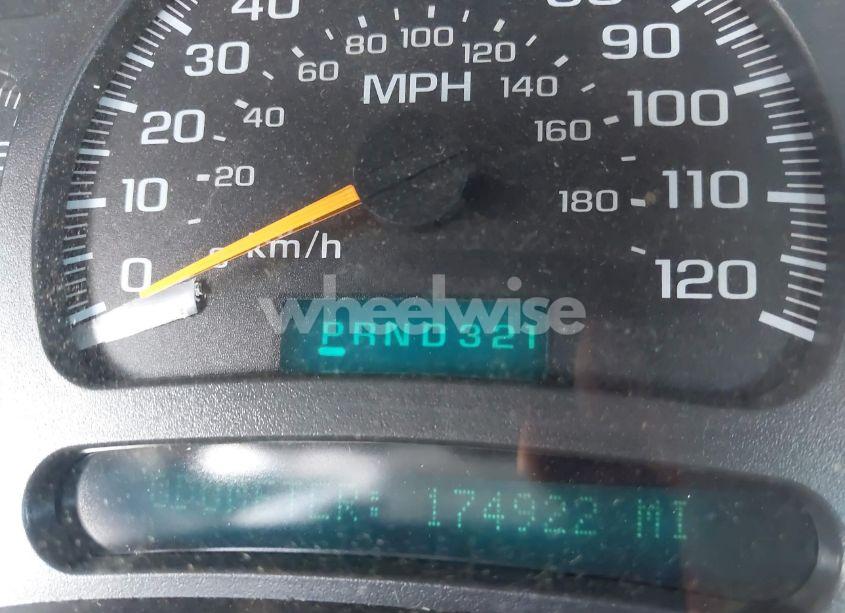 40
30 80 100 120 90
60 MPH 140
20 40 160 100
10 20 180 110
0 km/h 120
wheelwise
PRND321
ODOMETER: 174922 MI